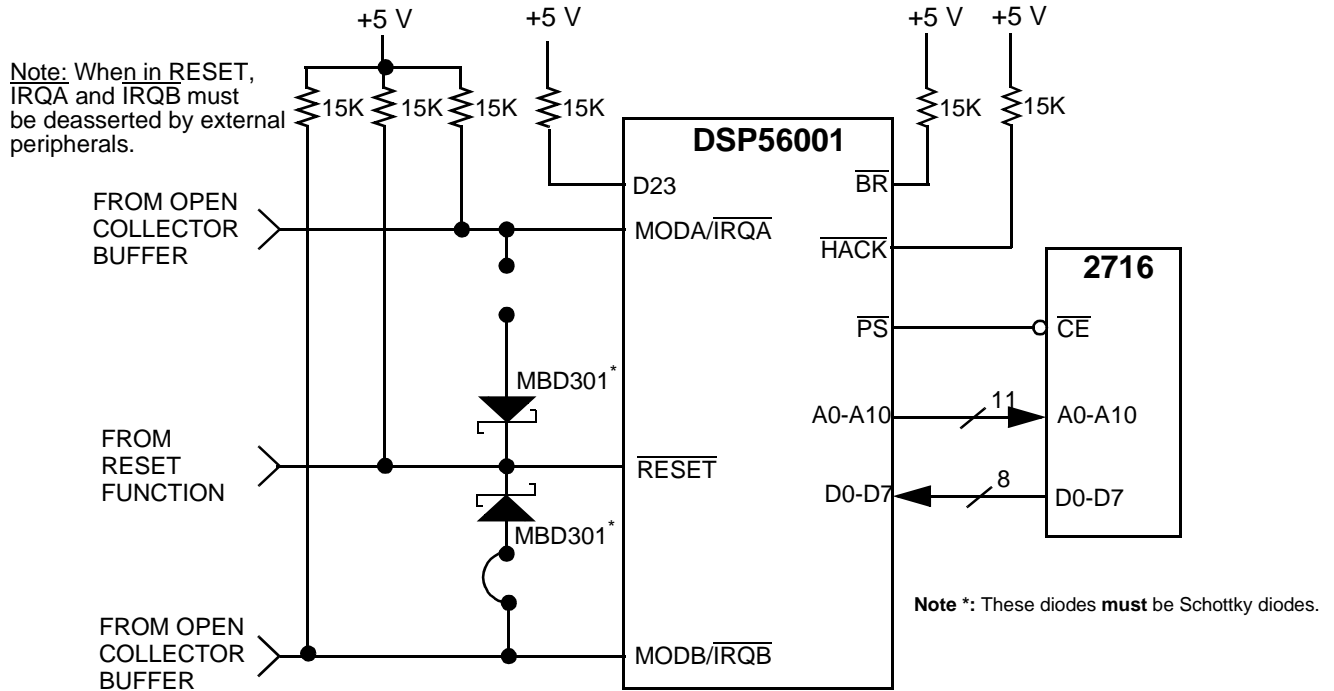 +5 V
+5 V
+5 V
+5 V
Note: When in RESET,
IRQA and IRQB must
be deasserted by external
peripherals.
15K
15K
15K
15K
15K
15K
DSP56001
D23
BR
FROM OPEN
COLLECTOR
BUFFER
MODA/IRQA
HACK
2716
PS
CE
MBD301*
A0-A10
11
A0-A10
FROM
RESET
FUNCTION
RESET
D0-D7
8
D0-D7
MBD301*
Note *: These diodes must be Schottky diodes.
FROM OPEN
COLLECTOR
BUFFER
MODB/IRQB